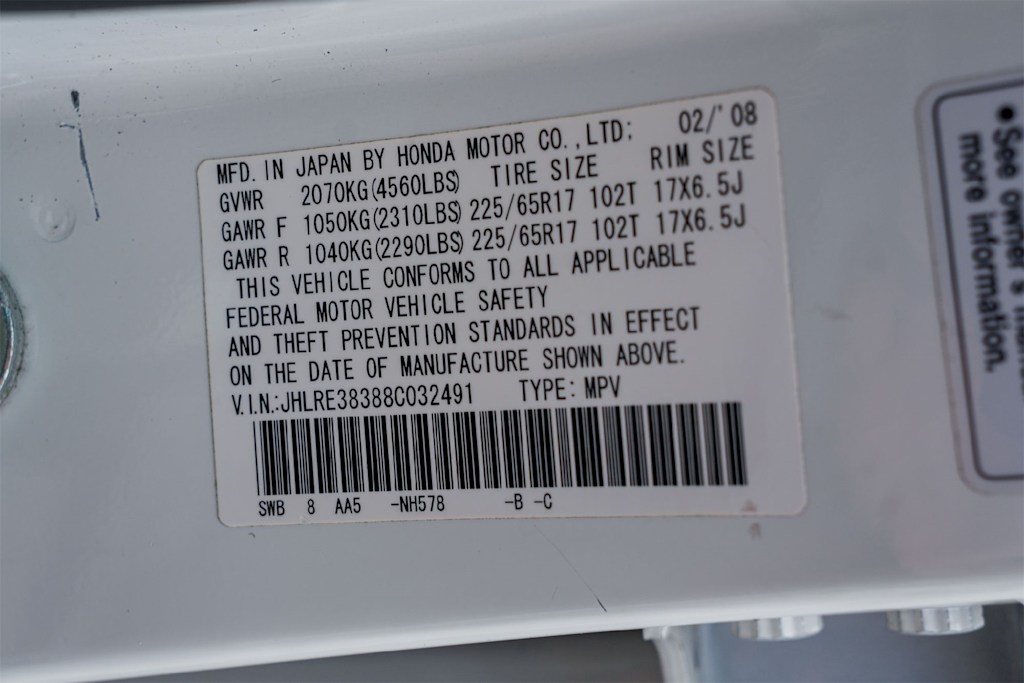 MFD. IN JAPAN BY HONDA MOTOR CO.,LTD: 02/'08
GVWR 2070KG(4560LBS) TIRE SIZE RIM SIZE
GAWR F 1050KG(2310LBS) 225/65R17 102T 17X6.5J
GAWR R 1040KG(2290LBS) 225/65R17 102T 17X6.5J
THIS VEHICLE CONFORMS TO ALL APPLICABLE
FEDERAL MOTOR VEHICLE SAFETY
AND THEFT PREVENTION STANDARDS IN EFFECT
ON THE DATE OF MANUFACTURE SHOWN ABOVE.
V.I.N.:JHLRE38388C032491 TYPE: MPV
SWB 8 AA5 -NH578 -B -C
•See owner's
more information.